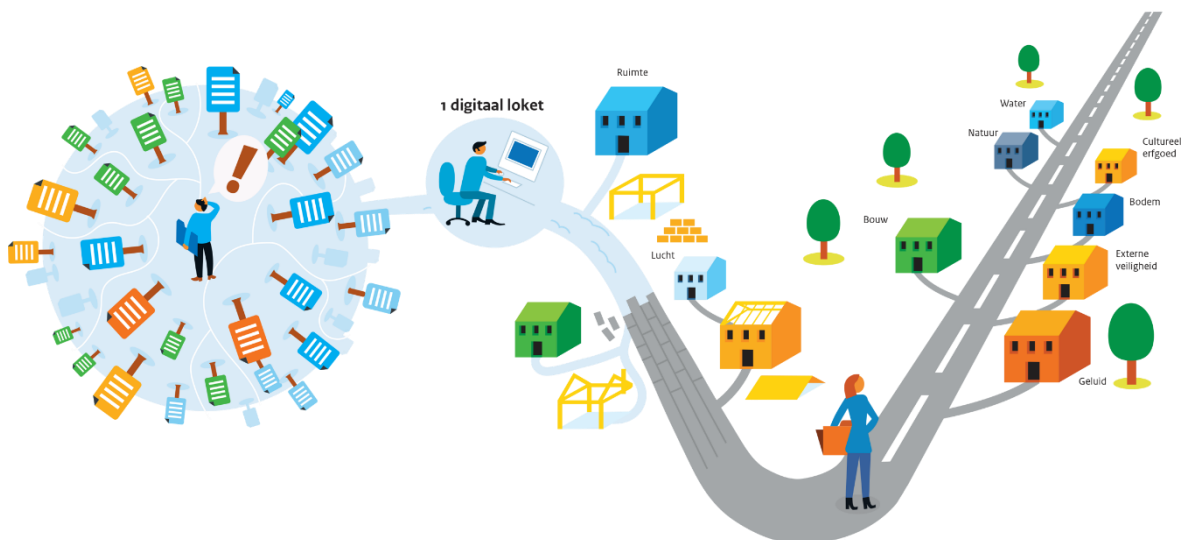 1 digitaal loket
Ruimte
Lucht
Bouw
Water
Natuur
Cultureel
erfgoed
Bodem
Externe
veiligheid
Geluid